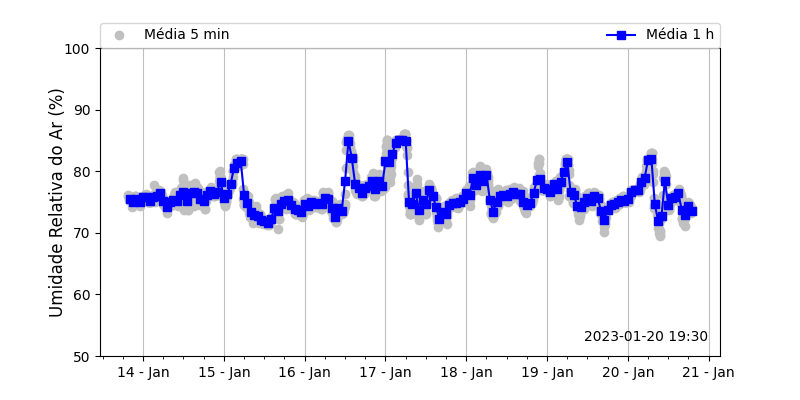 Média 5 min Média 1 h
Umidade Relativa do Ar (%)
100
90
80
70
60
50
2023-01-20 19:30
14 - Jan 15 - Jan 16 - Jan 17 - Jan 18 - Jan 19 - Jan 20 - Jan 21 - Jan